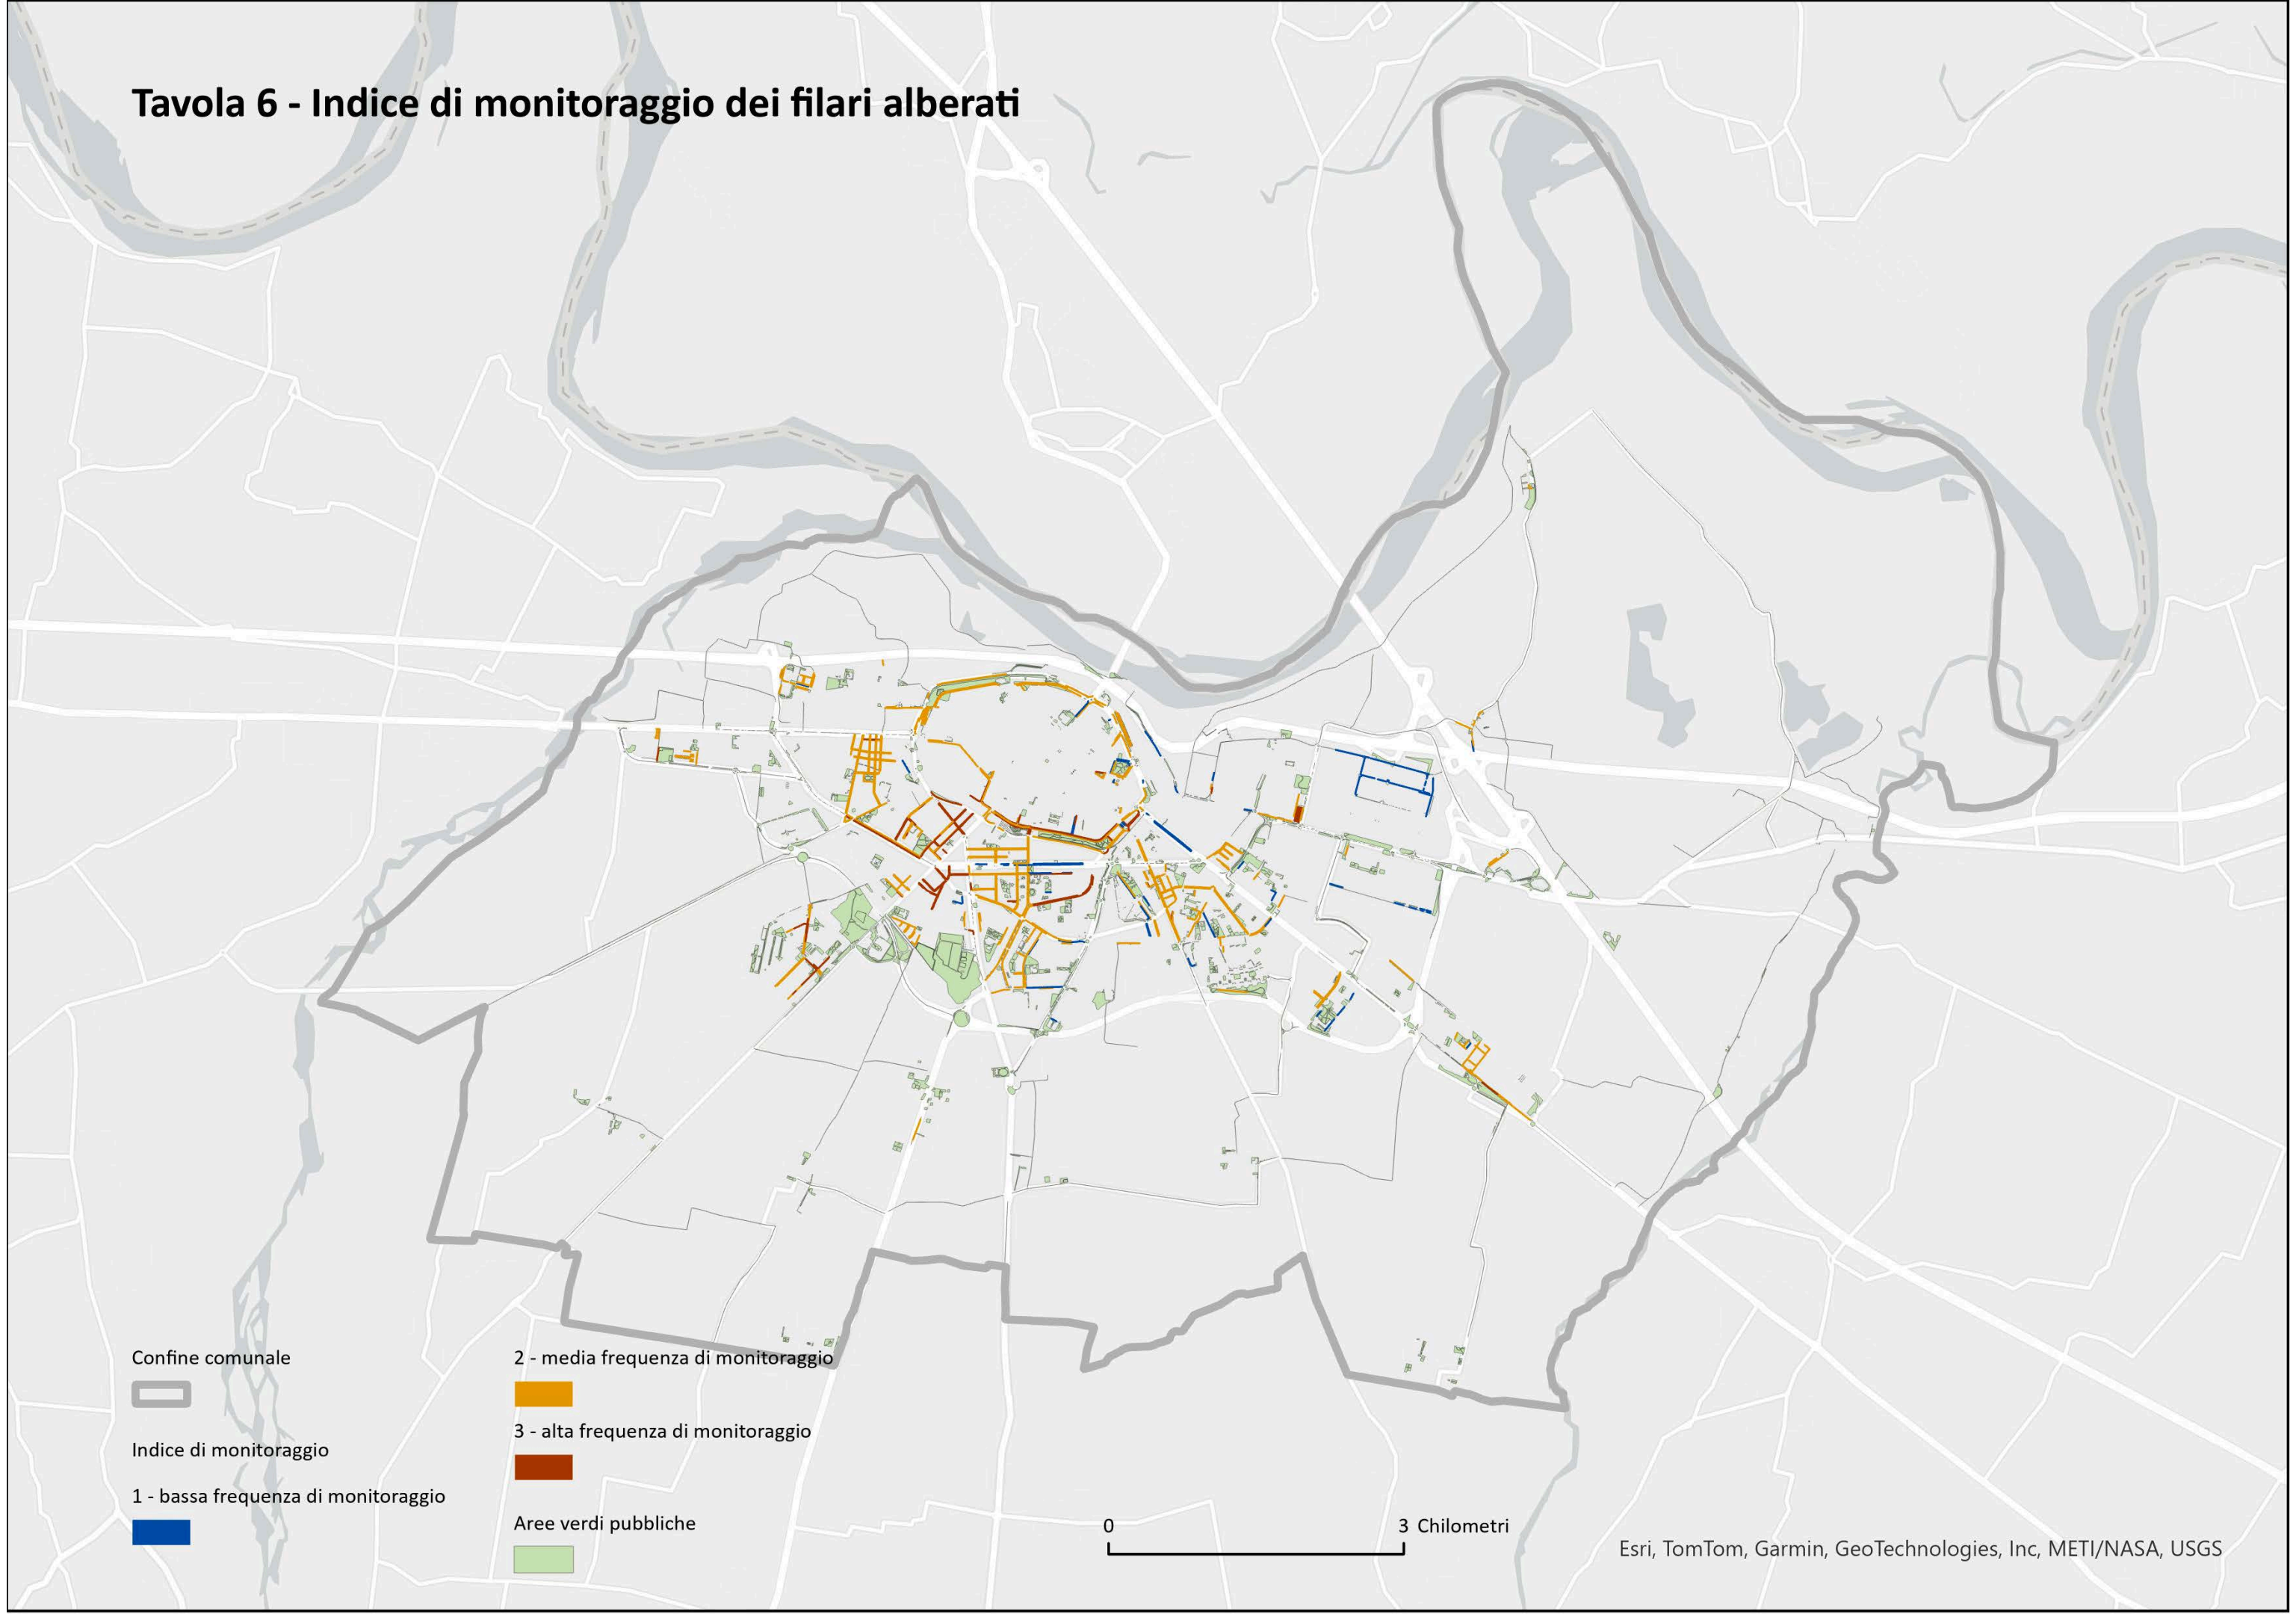 Tavola 6 - Indice di monitoraggio dei filari alberati
Confine comunale
Indice di monitoraggio
1 - bassa frequenza di monitoraggio
2 - media frequenza di monitoraggio
3 - alta frequenza di monitoraggio
Aree verdi pubbliche
0
3 Chilometri
Esri, TomTom, Garmin, GeoTechnologies, Inc, METI/NASA, USGS